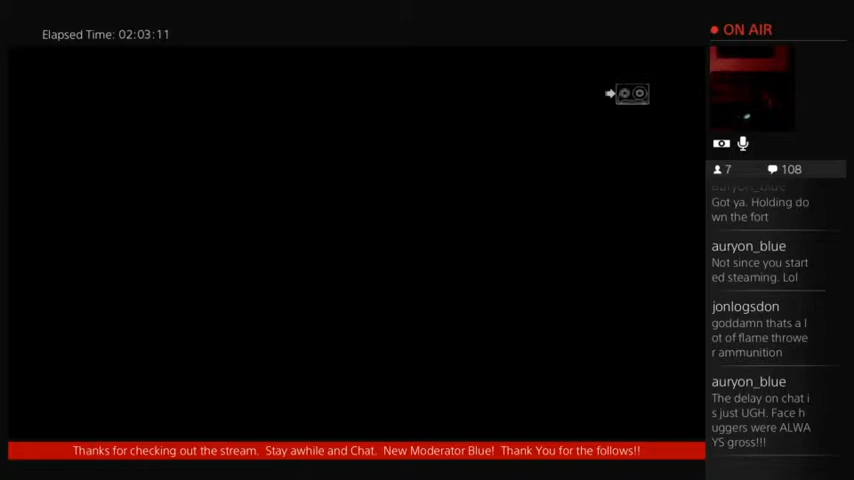 Elapsed Time: 02:03:11
ON AIR
7
108
auryon_blue
Got ya. Holding do
wn the fort
auryon_blue
Not since you start
ed steaming. Lol
jonlogsdon
goddamn thats a l
ot of flame throwe
r ammunition
auryon_blue
The delay on chat i
s just UGH. Face h
uggers were ALWA
YS gross!!!
Thanks for checking out the stream. Stay awhile and Chat. New Moderator Blue! Thank You for the follows!!